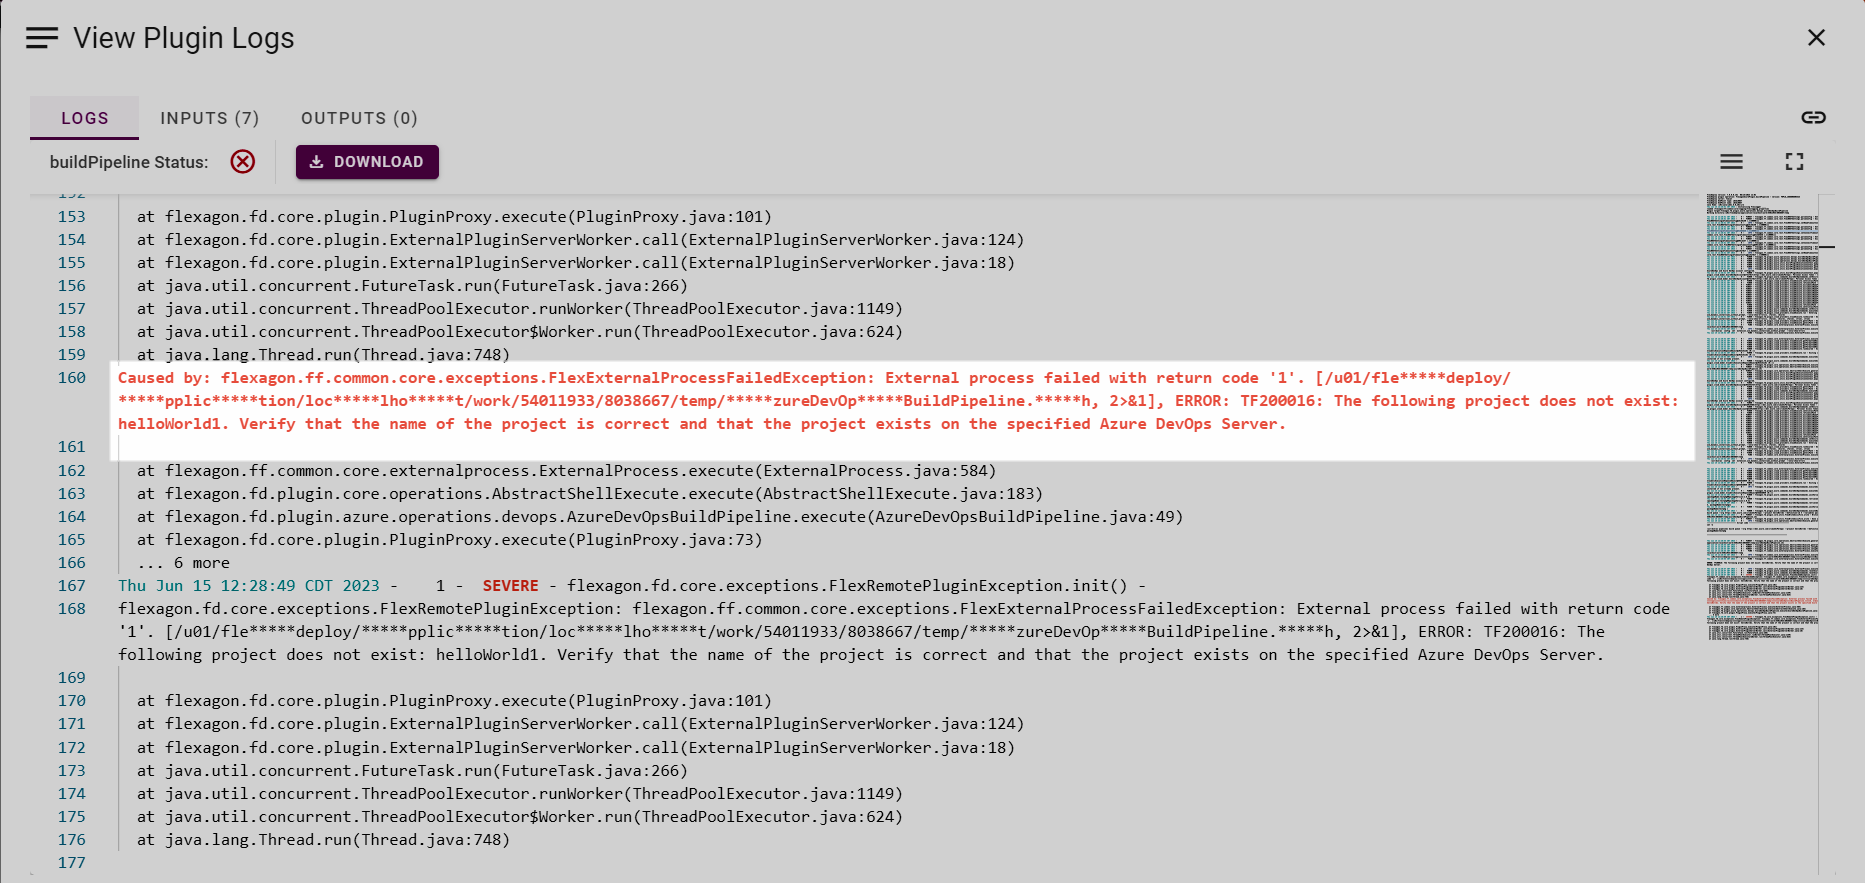 View Plugin Logs
LOGS INPUTS (7) OUTPUTS (0)
buildPipeline Status: DOWNLOAD
152
153 at flexagon.fd.core.plugin.PluginProxy.execute(PluginProxy.java:101)
154 at flexagon.fd.core.plugin.ExternalPluginServerWorker.call(ExternalPluginServerWorker.java:124)
155 at flexagon.fd.core.plugin.ExternalPluginServerWorker.call(ExternalPluginServerWorker.java:18)
156 at java.util.concurrent.FutureTask.run(FutureTask.java:266)
157 at java.util.concurrent.ThreadPoolExecutor.runWorker(ThreadPoolExecutor.java:1149)
158 at java.util.concurrent.ThreadPoolExecutor$Worker.run(ThreadPoolExecutor.java:624)
159 at java.lang.Thread.run(Thread.java:748)
160 Caused by: flexagon.ff.common.core.exceptions.FlexExternalProcessFailedException: External process failed with return code '1'. [/u01/fle*****deploy/
*****pplic*****tion/loc*****lho*****t/work/54011933/8038667/temp/*****zureDevOp*****BuildPipeline.*****h, 2>&1], ERROR: TF200016: The following project does not exist:
helloWorld1. Verify that the name of the project is correct and that the project exists on the specified Azure DevOps Server.
161
162 at flexagon.ff.common.core.externalprocess.ExternalProcess.execute(ExternalProcess.java:584)
163 at flexagon.fd.plugin.core.operations.AbstractShellExecute.execute(AbstractShellExecute.java:183)
164 at flexagon.fd.plugin.azure.operations.devops.AzureDevOpsBuildPipeline.execute(AzureDevOpsBuildPipeline.java:49)
165 at flexagon.fd.core.plugin.PluginProxy.execute(PluginProxy.java:73)
166 ... 6 more
167 Thu Jun 15 12:28:49 CDT 2023 - 1 - SEVERE - flexagon.fd.core.exceptions.FlexRemotePluginException.init() -
168 flexagon.fd.core.exceptions.FlexRemotePluginException: flexagon.ff.common.core.exceptions.FlexExternalProcessFailedException: External process failed with return code
'1'. [/u01/fle*****deploy/*****pplic*****tion/loc*****lho*****t/work/54011933/8038667/temp/*****zureDevOp*****BuildPipeline.*****h, 2>&1], ERROR: TF200016: The
following project does not exist: helloWorld1. Verify that the name of the project is correct and that the project exists on the specified Azure DevOps Server.
169
170 at flexagon.fd.core.plugin.PluginProxy.execute(PluginProxy.java:101)
171 at flexagon.fd.core.plugin.ExternalPluginServerWorker.call(ExternalPluginServerWorker.java:124)
172 at flexagon.fd.core.plugin.ExternalPluginServerWorker.call(ExternalPluginServerWorker.java:18)
173 at java.util.concurrent.FutureTask.run(FutureTask.java:266)
174 at java.util.concurrent.ThreadPoolExecutor.runWorker(ThreadPoolExecutor.java:1149)
175 at java.util.concurrent.ThreadPoolExecutor$Worker.run(ThreadPoolExecutor.java:624)
176 at java.lang.Thread.run(Thread.java:748)
177